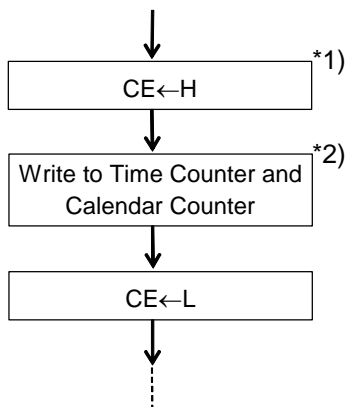 *1)
CE←H
*2)
Write to Time Counter and
Calendar Counter
CE←L